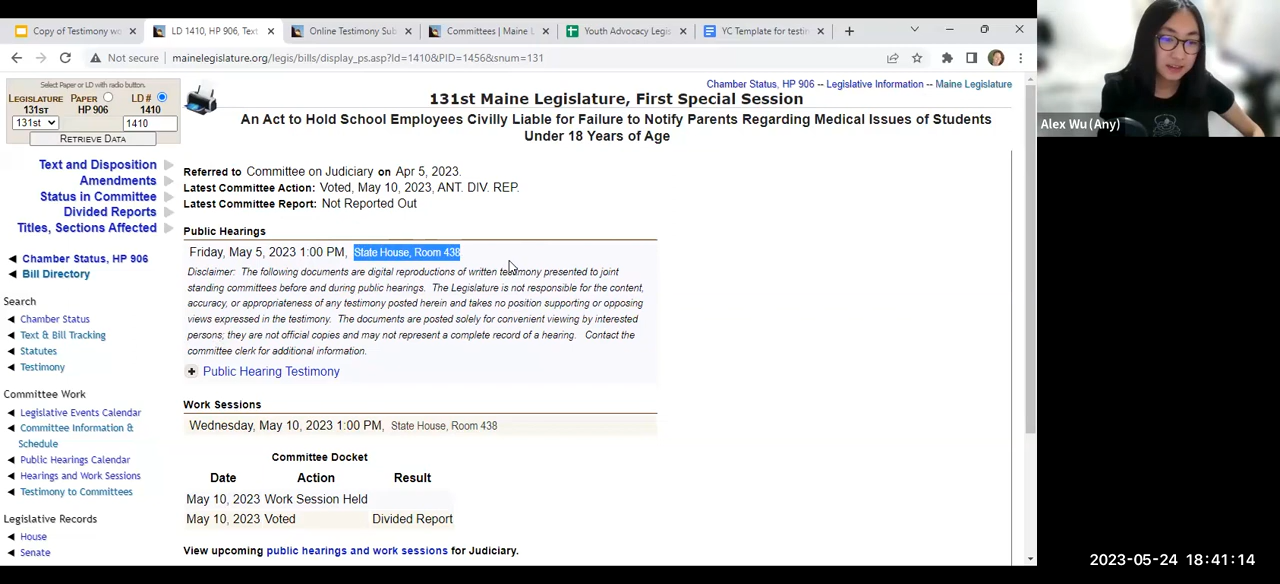 Copy of Testimony wo
LD 1410, HP 906, Text
Online Testimony Sub
Committees | Maine L
Youth Advocacy Legis
YC Template for testim
Not secure
mainelegislature.org/legis/bills/display_ps.asp?ld=1410&PID=1456&snum=131
Select Paper or LD with radio button.
LEGISLATURE PAPER LD #
131ST HP 906 1410
131st 1410
RETRIEVE DATA
Chamber Status, HP 906 -- Legislative Information -- Maine Legislature
131st Maine Legislature, First Special Session
An Act to Hold School Employees Civilly Liable for Failure to Notify Parents Regarding Medical Issues of Students
Under 18 Years of Age
Text and Disposition
Amendments
Status in Committee
Divided Reports
Titles, Sections Affected
Chamber Status, HP 906
Bill Directory
Search
Chamber Status
Text & Bill Tracking
Statutes
Testimony
Committee Work
Legislative Events Calendar
Committee Information &
Schedule
Public Hearings Calendar
Hearings and Work Sessions
Testimony to Committees
Legislative Records
House
Senate
Referred to Committee on Judiciary on Apr 5, 2023.
Latest Committee Action: Voted, May 10, 2023, ANT. DIV. REP.
Latest Committee Report: Not Reported Out
Public Hearings
Friday, May 5, 2023 1:00 PM, State House, Room 438
Disclaimer: The following documents are digital reproductions of written testimony presented to joint
standing committees before and during public hearings. The Legislature is not responsible for the content,
accuracy, or appropriateness of any testimony posted herein and takes no position supporting or opposing
views expressed in the testimony. The documents are posted solely for convenient viewing by interested
persons; they are not official copies and may not represent a complete record of a hearing. Contact the
committee clerk for additional information.
Public Hearing Testimony
Work Sessions
Wednesday, May 10, 2023 1:00 PM, State House, Room 438
Committee Docket
Date Action Result
May 10, 2023 Work Session Held
May 10, 2023 Voted Divided Report
View upcoming public hearings and work sessions for Judiciary.
Alex Wu (Any)
2023-05-24 18:41:14